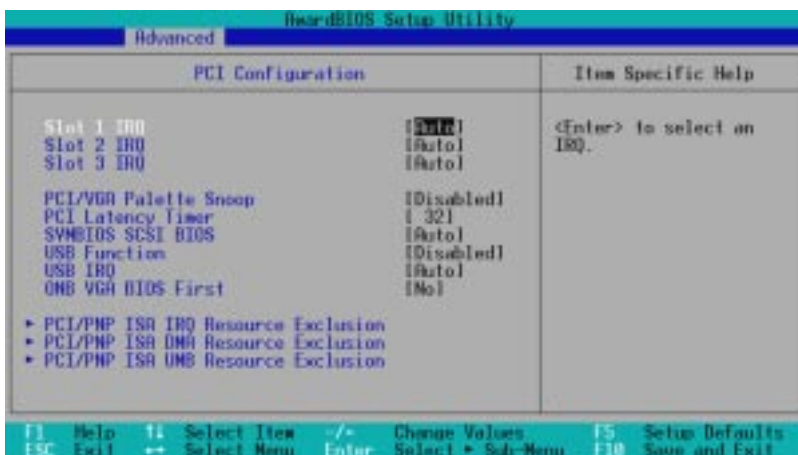 AwardBIOS Setup Utility
Advanced
PCI Configuration
Item Specific Help
Slot 1 IRQ [Auto]
Slot 2 IRQ [Auto]
Slot 3 IRQ [Auto]
<Enter> to select an
IRQ.
PCI/VGA Palette Snoop [Disabled]
PCI Latency Timer [ 32]
SYMBIOS SCSI BIOS [Auto]
USB Function [Disabled]
USB IRQ [Auto]
ONB VGA BIOS First [No]
► PCI/PNP ISA IRQ Resource Exclusion
► PCI/PNP ISA DMA Resource Exclusion
► PCI/PNP ISA UMB Resource Exclusion
F1 Help ↑↓ Select Item -/+ Change Values F5 Setup Defaults
ESC Exit ↔ Select Menu Enter Select ► Sub-Menu F10 Save and Exit